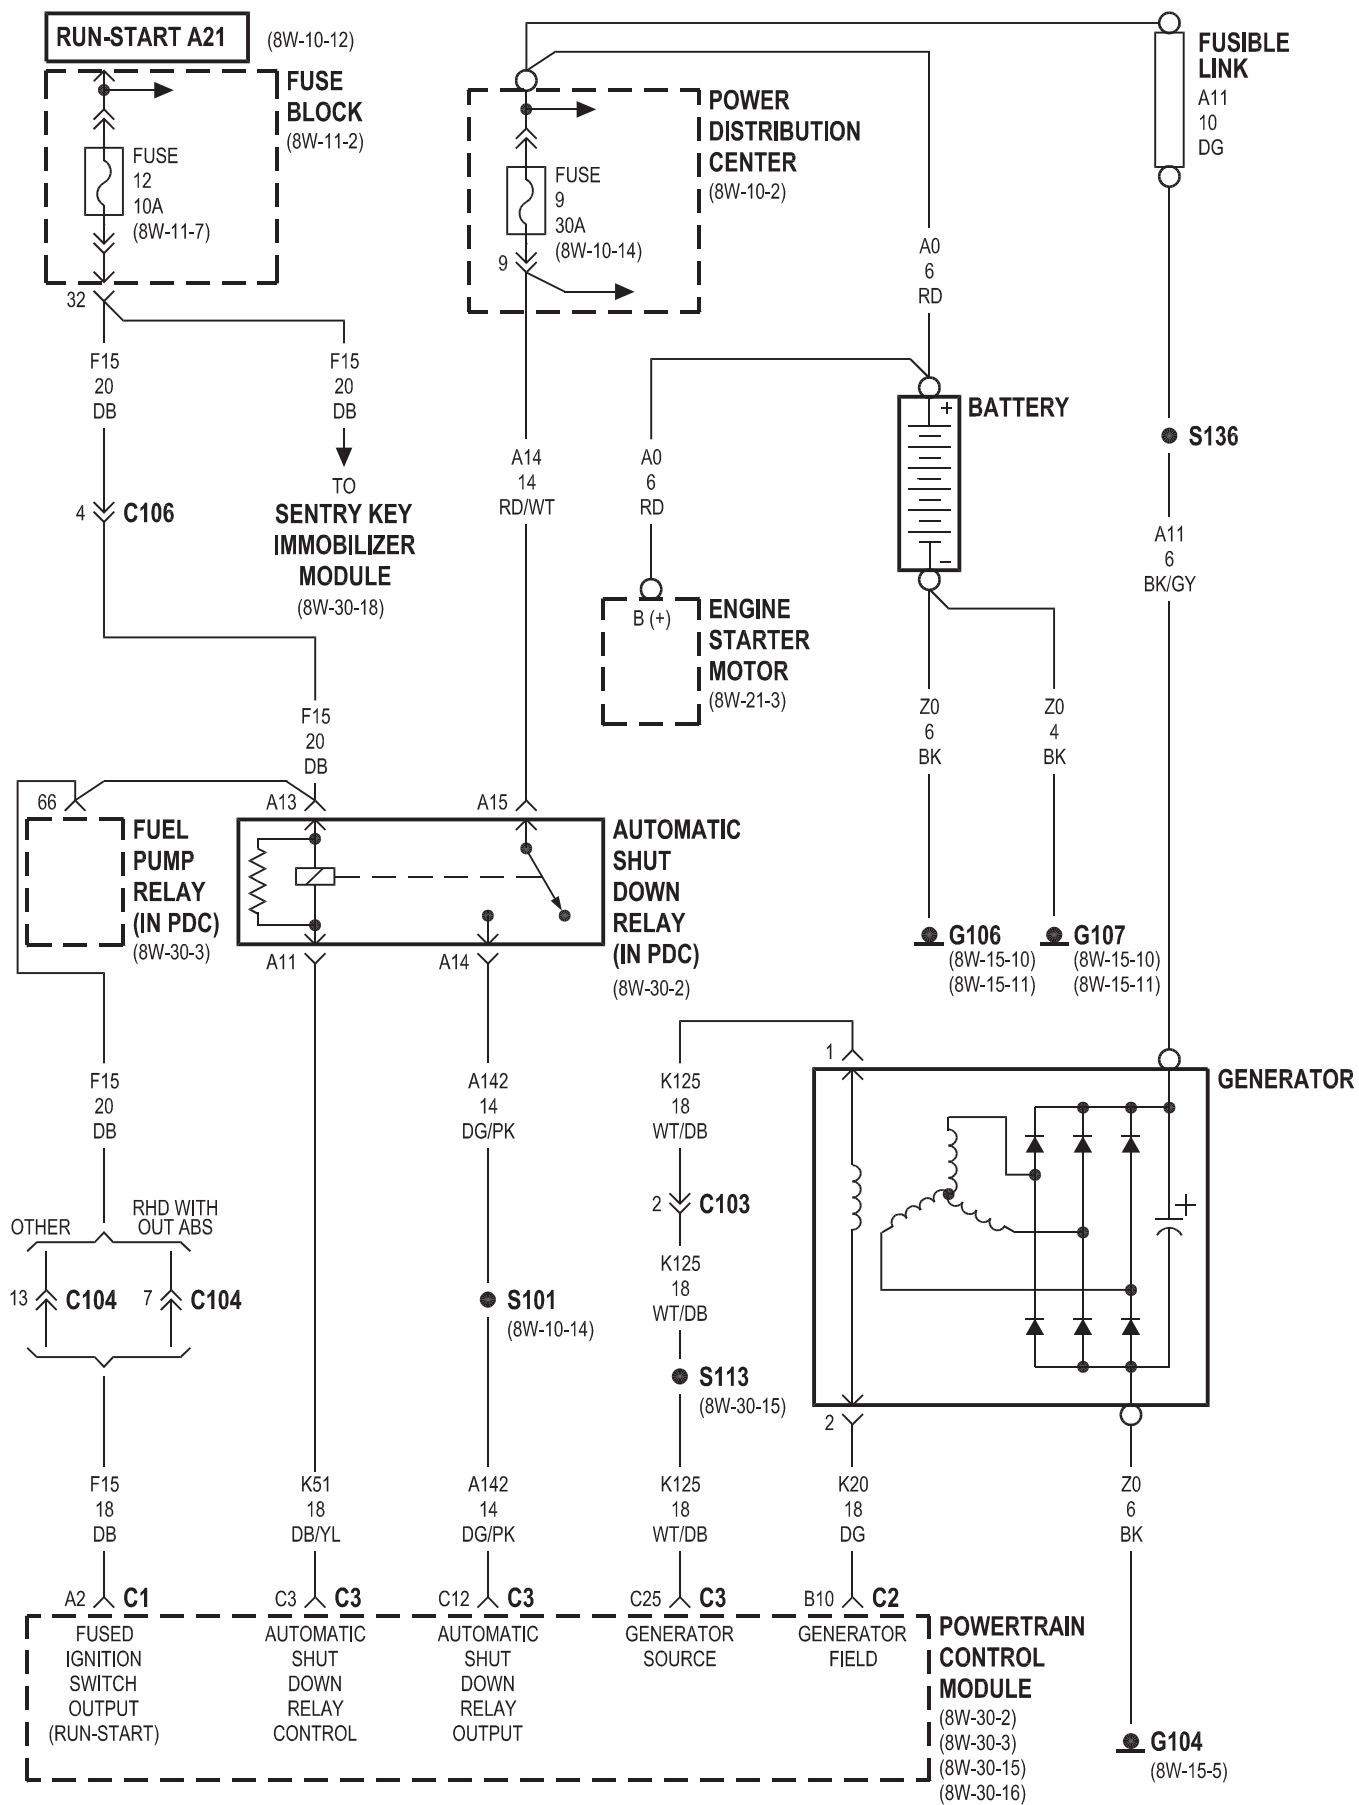 RUN-START A21
(8W-10-12)
FUSE
BLOCK
(8W-11-2)
FUSE
12
10A
(8W-11-7)
32
F15
20
DB
F15
20
DB
4
C106
TO
SENTRY KEY
IMMOBILIZER
MODULE
(8W-30-18)
F15
20
DB
POWER
DISTRIBUTION
CENTER
(8W-10-2)
FUSE
9
30A
(8W-10-14)
9
A14
14
RD/WT
FUSIBLE
LINK
A11
10
DG
A0
6
RD
A0
6
RD
+
BATTERY
-
S136
A11
6
BK/GY
B (+)
ENGINE
STARTER
MOTOR
(8W-21-3)
Z0
6
BK
Z0
4
BK
G106
(8W-15-10)
(8W-15-11)
G107
(8W-15-10)
(8W-15-11)
66
FUEL
PUMP
RELAY
(IN PDC)
(8W-30-3)
A13
A15
A11
A14
AUTOMATIC
SHUT
DOWN
RELAY
(IN PDC)
(8W-30-2)
F15
20
DB
A142
14
DG/PK
K125
18
WT/DB
1
GENERATOR
+
2
C103
K125
18
WT/DB
OTHER
RHD WITH
OUT ABS
13
C104
7
C104
S101
(8W-10-14)
S113
(8W-30-15)
2
F15
18
DB
K51
18
DB/YL
A142
14
DG/PK
K125
18
WT/DB
K20
18
DG
Z0
6
BK
A2
C1
C3
C3
C12
C3
C25
C3
B10
C2
FUSED
IGNITION
SWITCH
OUTPUT
(RUN-START)
AUTOMATIC
SHUT
DOWN
RELAY
CONTROL
AUTOMATIC
SHUT
DOWN
RELAY
OUTPUT
GENERATOR
SOURCE
GENERATOR
FIELD
POWERTRAIN
CONTROL
MODULE
(8W-30-2)
(8W-30-3)
(8W-30-15)
(8W-30-16)
G104
(8W-15-5)